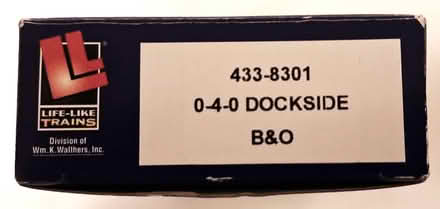 LIFE-LIKE
TRAINS
Division of
Wm. K. Walthers, Inc.
433-8301
0-4-0 DOCKSIDE
B&O